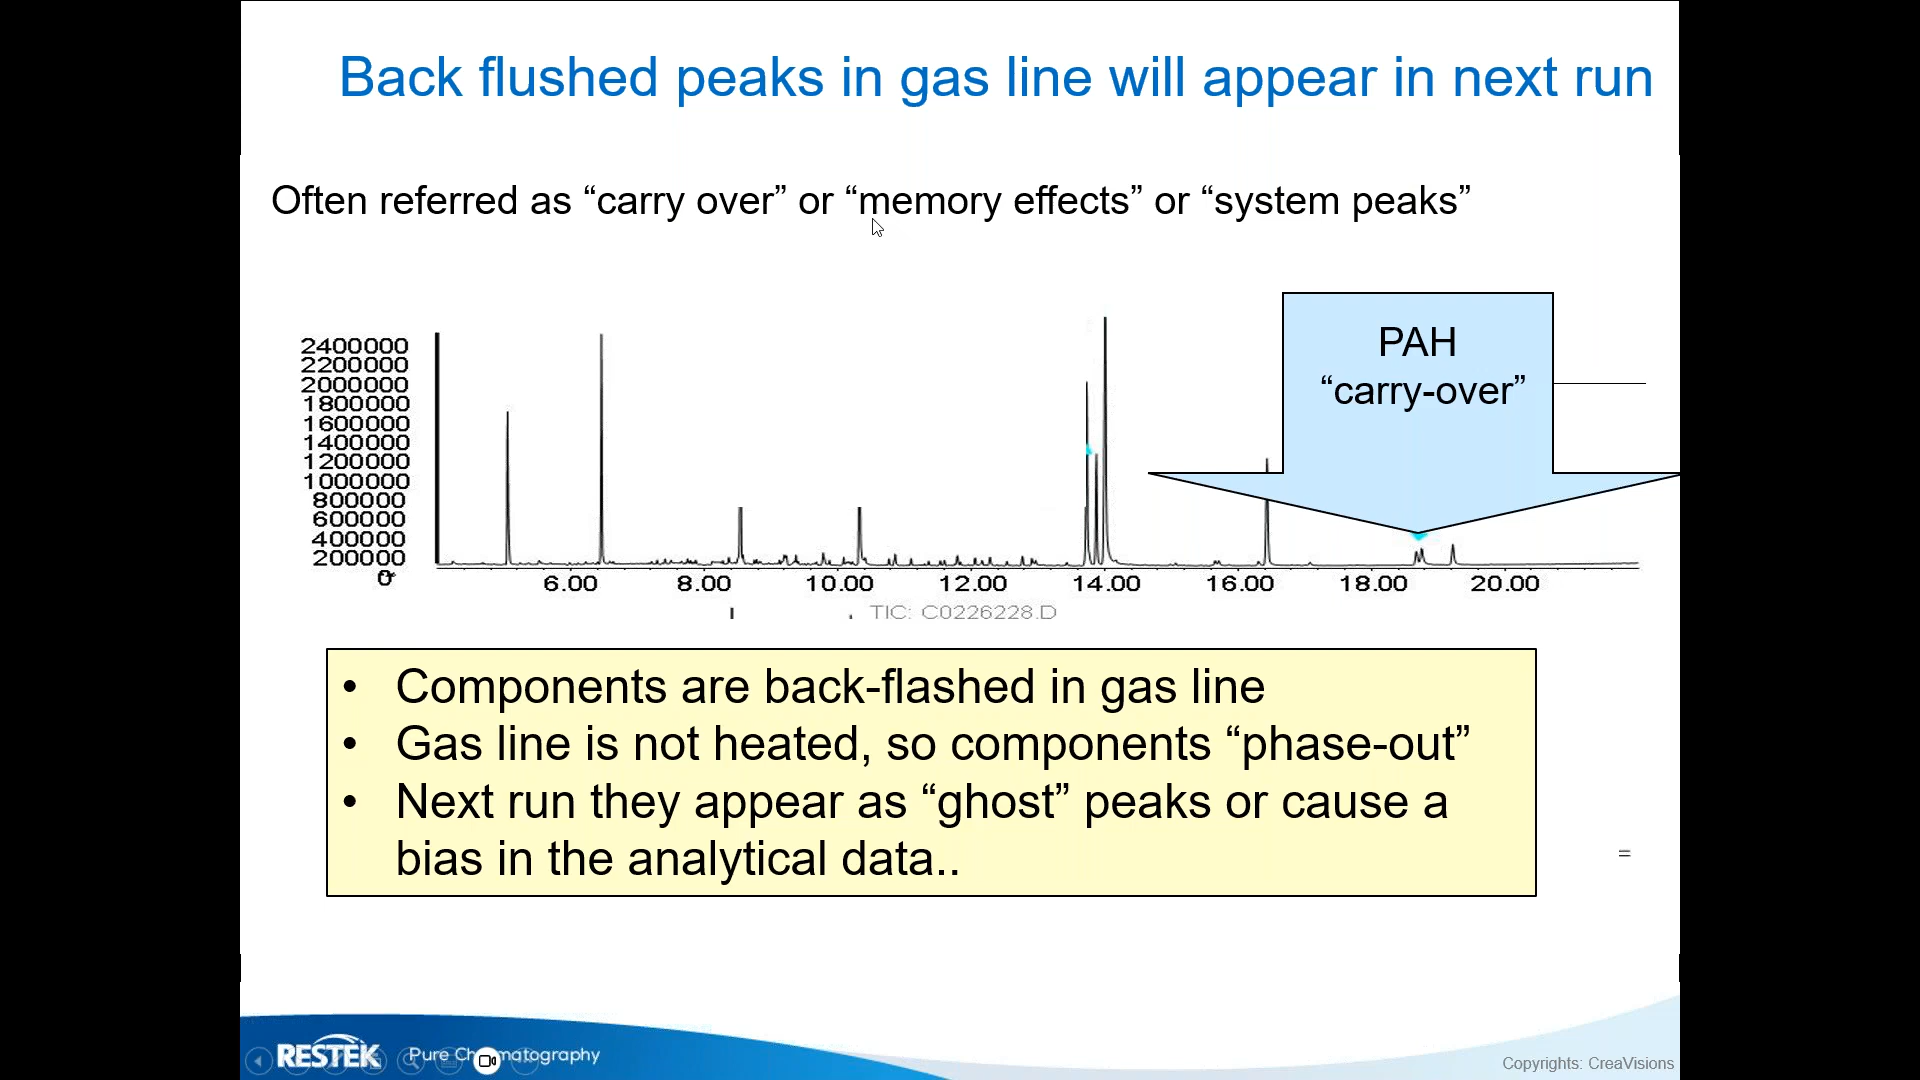 Back flushed peaks in gas line will appear in next run
Often referred as “carry over” or “memory effects” or “system peaks”
PAH
“carry-over”
2400000
2200000
2000000
1800000
1600000
1400000
1200000
1000000
800000
600000
400000
200000
0
6.00 8.00 10.00 12.00 14.00 16.00 18.00 20.00
TIC: C0226228.D
• Components are back-flashed in gas line
• Gas line is not heated, so components “phase-out”
• Next run they appear as “ghost” peaks or cause a
bias in the analytical data..
=
RESTEK Pure Chromatography
Copyrights: CreaVisions